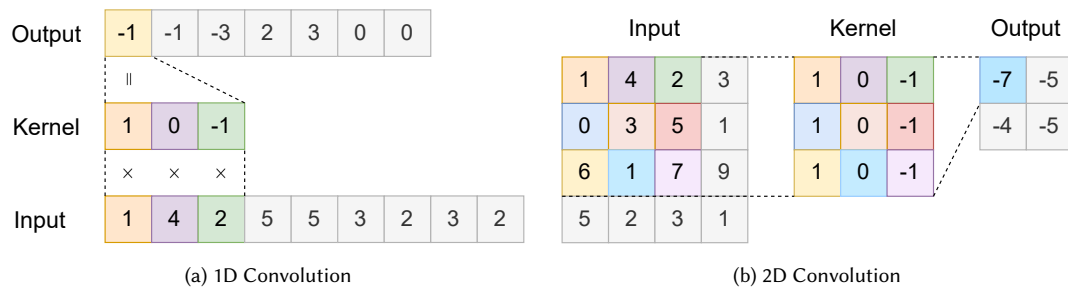 Output -1 -1 -3 2 3 0 0
=
Kernel 1 0 -1
× × ×
Input 1 4 2 5 5 3 2 3 2
(a) 1D Convolution
Input Kernel Output
1 4 2 3 1 0 -1 -7 -5
0 3 5 1 1 0 -1 -4 -5
6 1 7 9 1 0 -1
5 2 3 1
(b) 2D Convolution